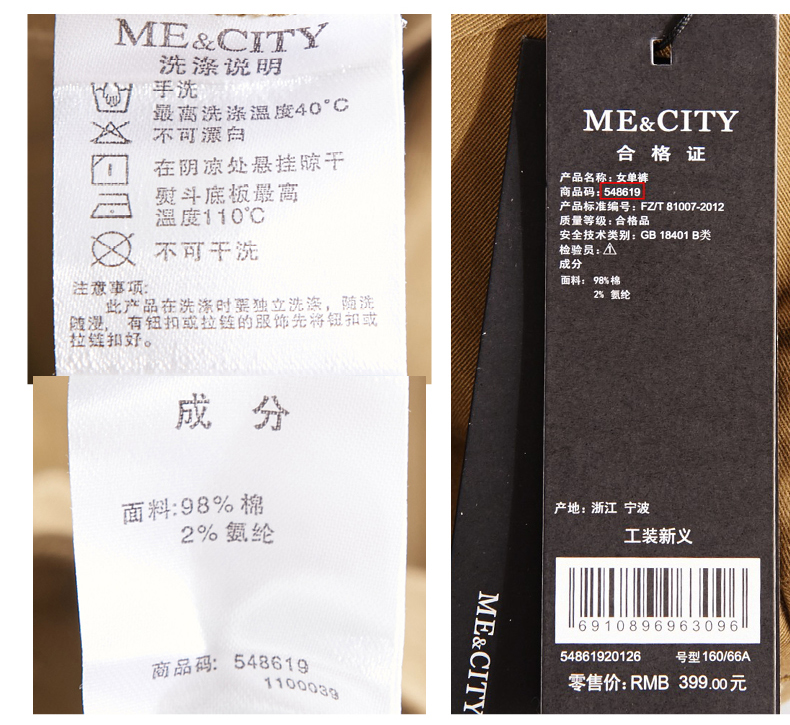 ME&CITY
洗涤说明
手洗
最高洗涤温度40°C
不可漂白
在阴凉处悬挂晾干
熨斗底板最高
温度110℃
不可干洗
注意事项:
此产品在洗涤时要独立洗涤，随洗
随浸，有钮扣或拉链的服饰先将钮扣或
拉链扣好。
成 分
面料:98%棉
2%氨纶
商品码: 548619
1100039
ME&CITY
合 格 证
产品名称: 女单裤
商品码: 548619
产品标准编号: FZ/T 81007-2012
质量等级: 合格品
安全技术类别: GB 18401 B类
检验员: 1
成分
面料: 98% 棉
2% 氨纶
产地: 浙江 宁波
工装新义
6910896963096
54861920126 号型160/66A
零售价: RMB 399.00元
ME&CITY